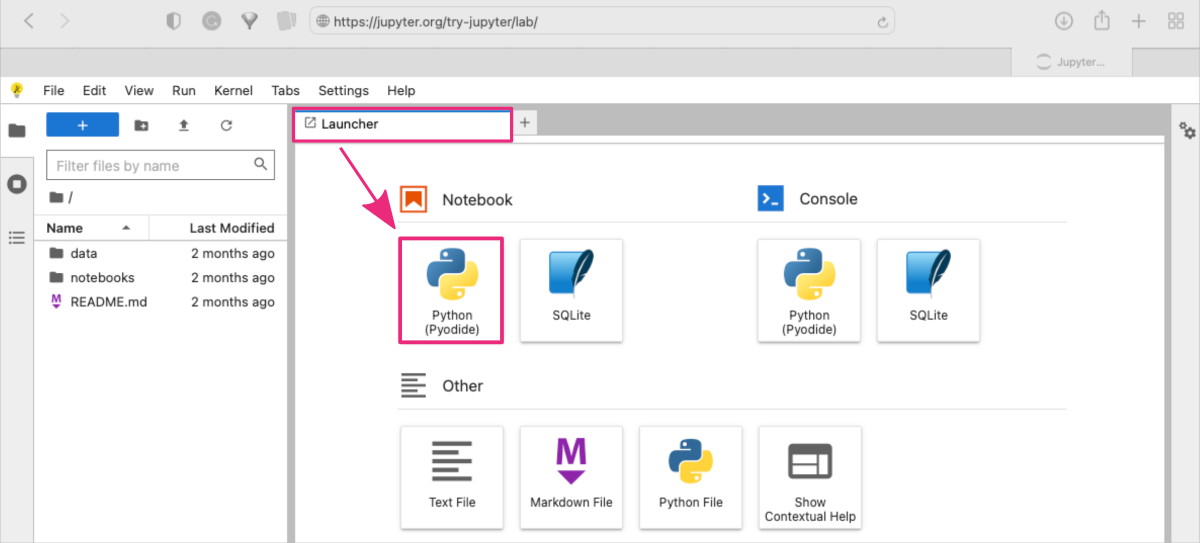 https://jupyter.org/try-jupyter/lab/
Jupyter...
File Edit View Run Kernel Tabs Settings Help
+
Launcher
+
Filter files by name
/
Name Last Modified
data 2 months ago
notebooks 2 months ago
M README.md 2 months ago
Notebook
Python
(Pyodide)
SQLite
Console
Python
(Pyodide)
SQLite
Other
Text File
M
Markdown File
Python File
Show
Contextual Help